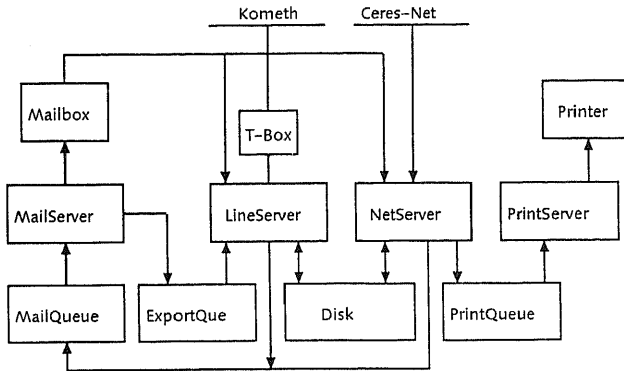 Kometh
Ceres-Net
Mailbox
T-Box
Printer
MailServer
LineServer
NetServer
PrintServer
MailQueue
ExportQue
Disk
PrintQueue